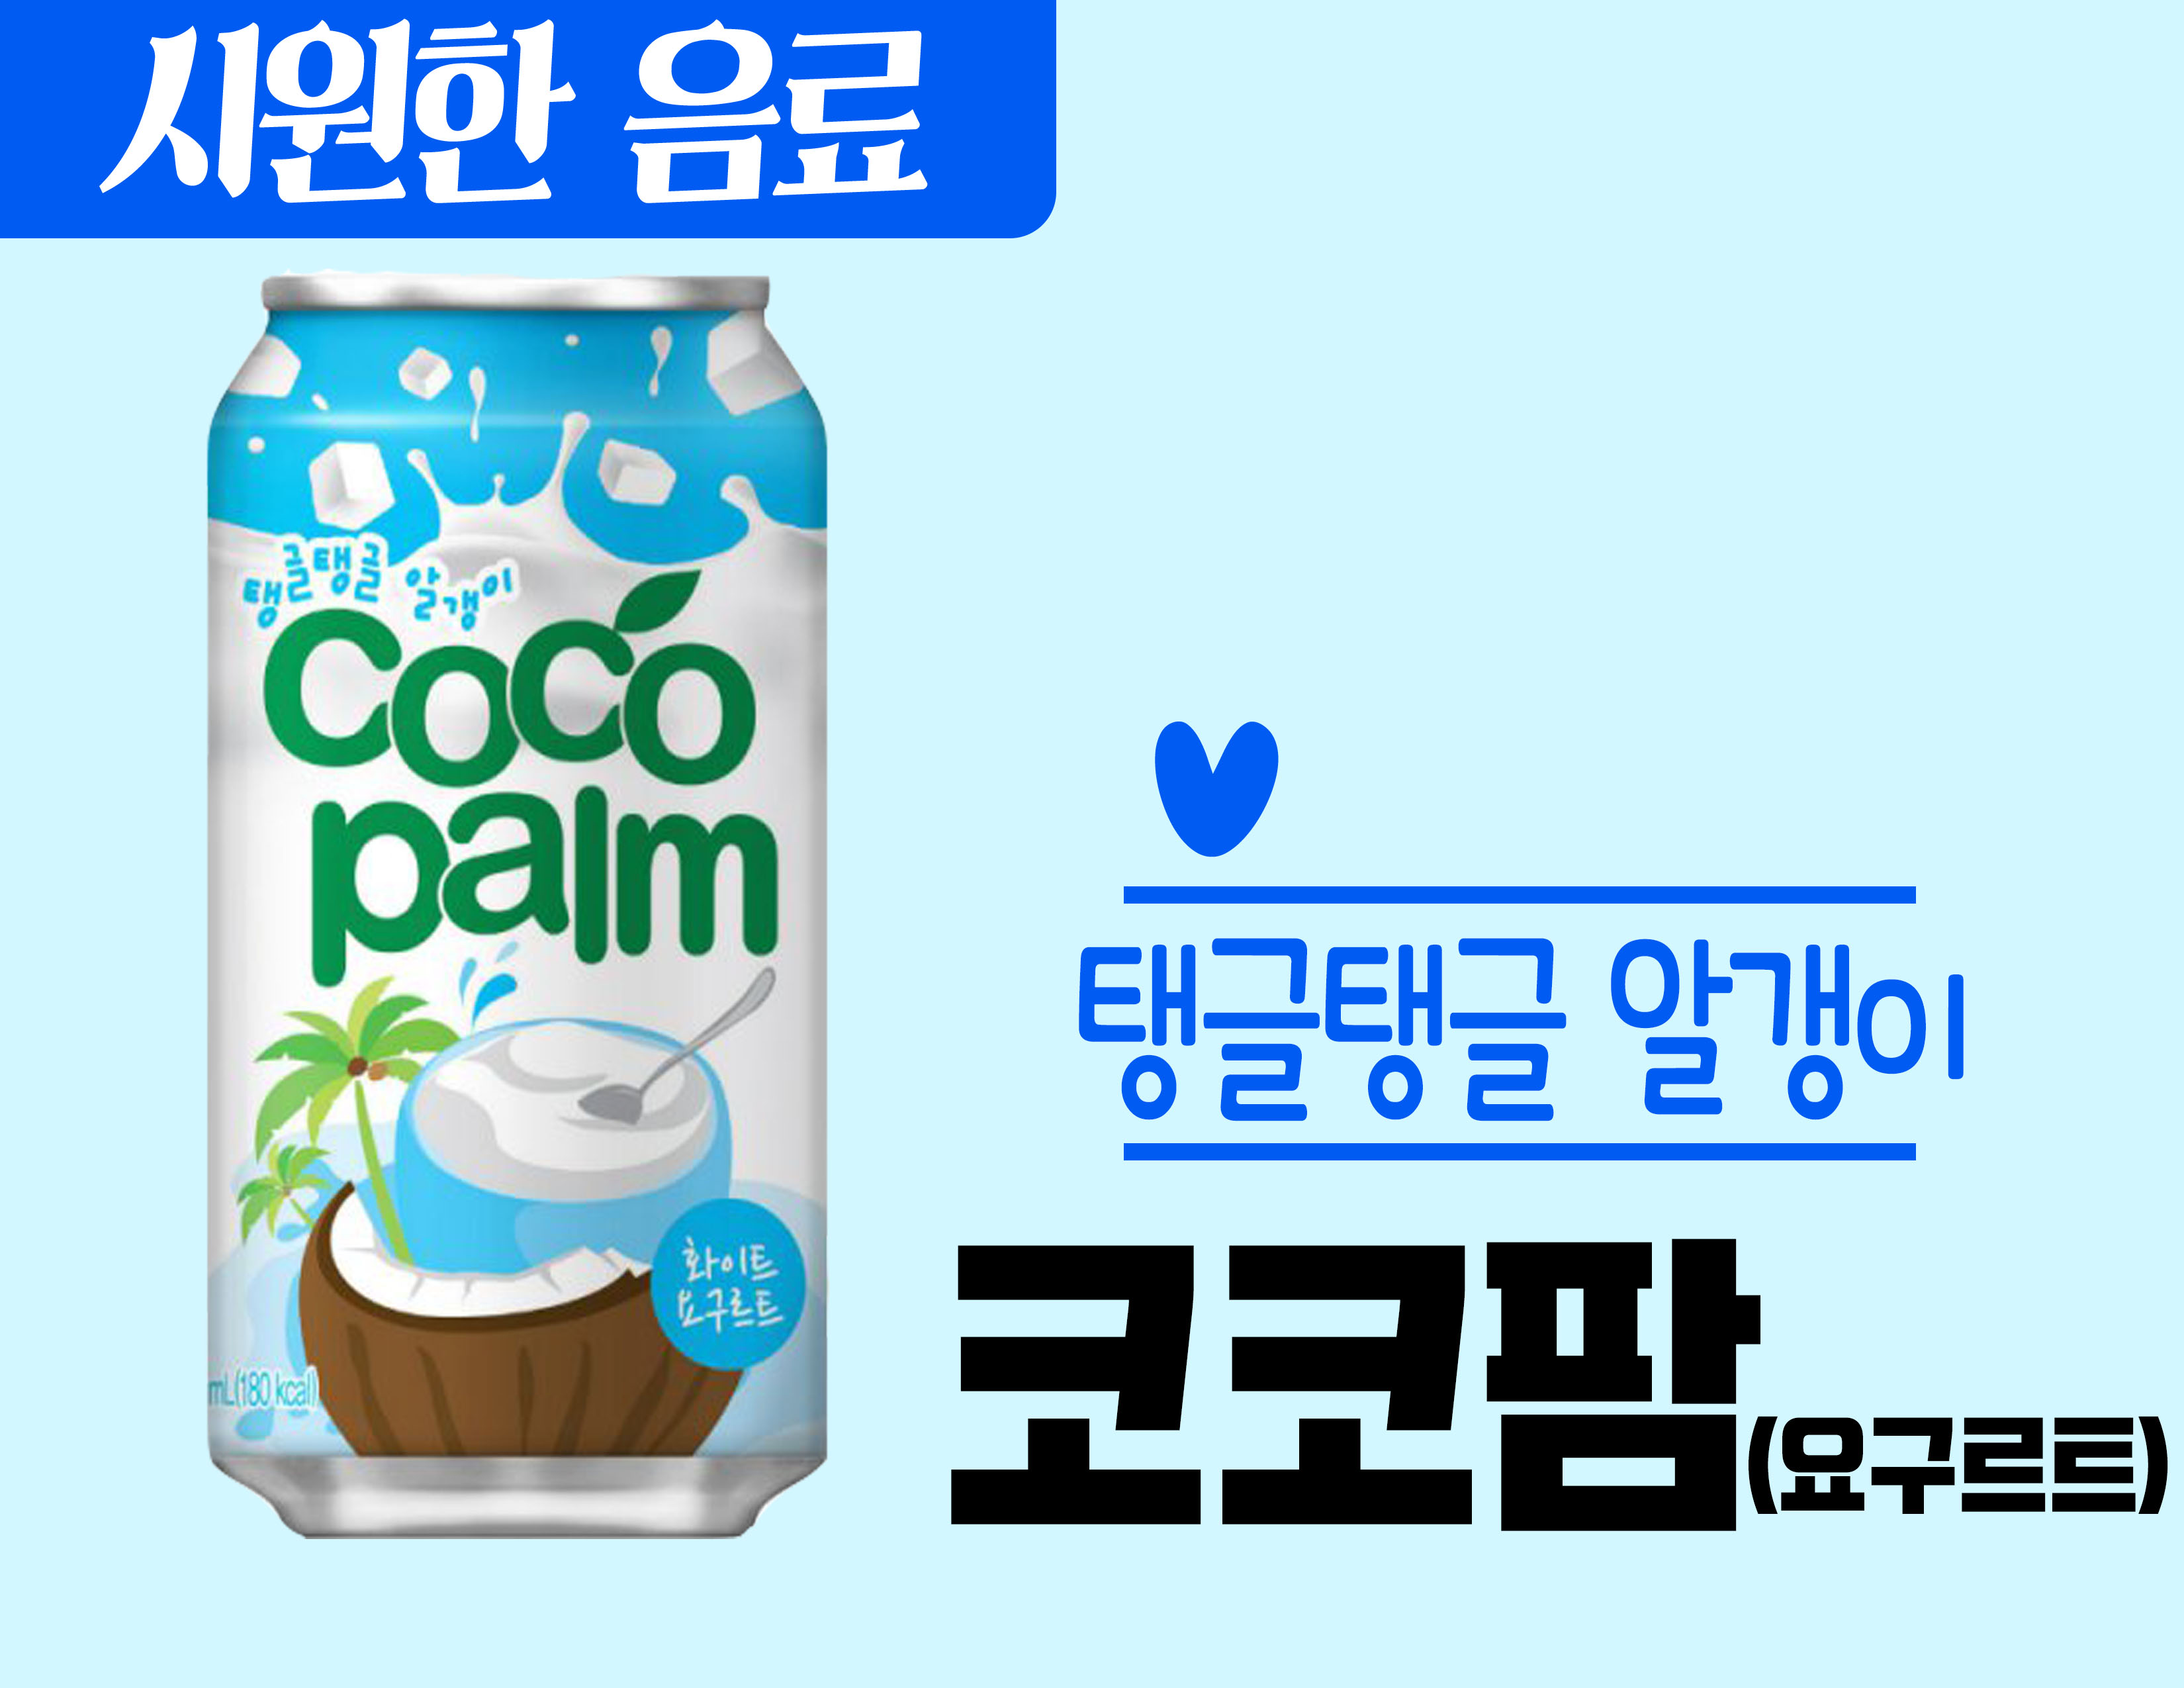 시원한 음료
탱글탱글 알갱이
coco
palm
화이트
요구르트
mL(180 kcal)
탱글탱글 알갱이
코코팜(요구르트)